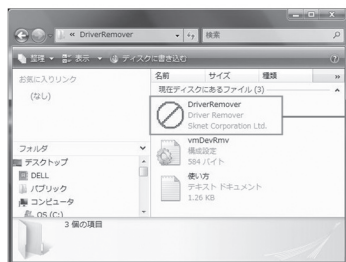 « DriverRemover
検索
整理
表示
ディスクに書き込む
お気に入りリンク
(なし)
フォルダ
デスクトップ
DELL
パブリック
コンピュータ
OS (C:)
名前 サイズ 種類 »
現在ディスクにあるファイル (3)
DriverRemover
Driver Remover
Sknet Corporation Ltd.
vmDevRmv
構成設定
584 バイト
使い方
テキスト ドキュメント
1.26 KB
3 個の項目